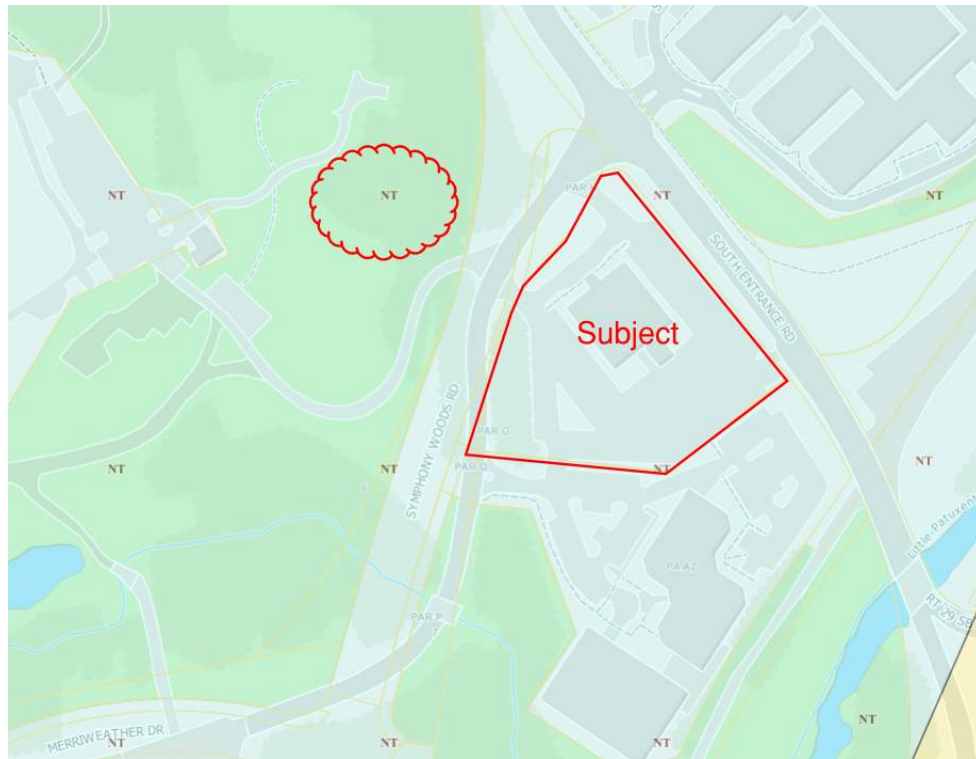 NT
PAR
NT
NT
NT
SOUTH ENTRANCE RD
Subject
SYMPHONY WOODS RD
PAR G
PAR Q
NT
NT
NT
NT
Little-Patuxent
PA A2
PAR P
RT 29 SB
MERRIWEATHER DR
NT
NT
NT
NT